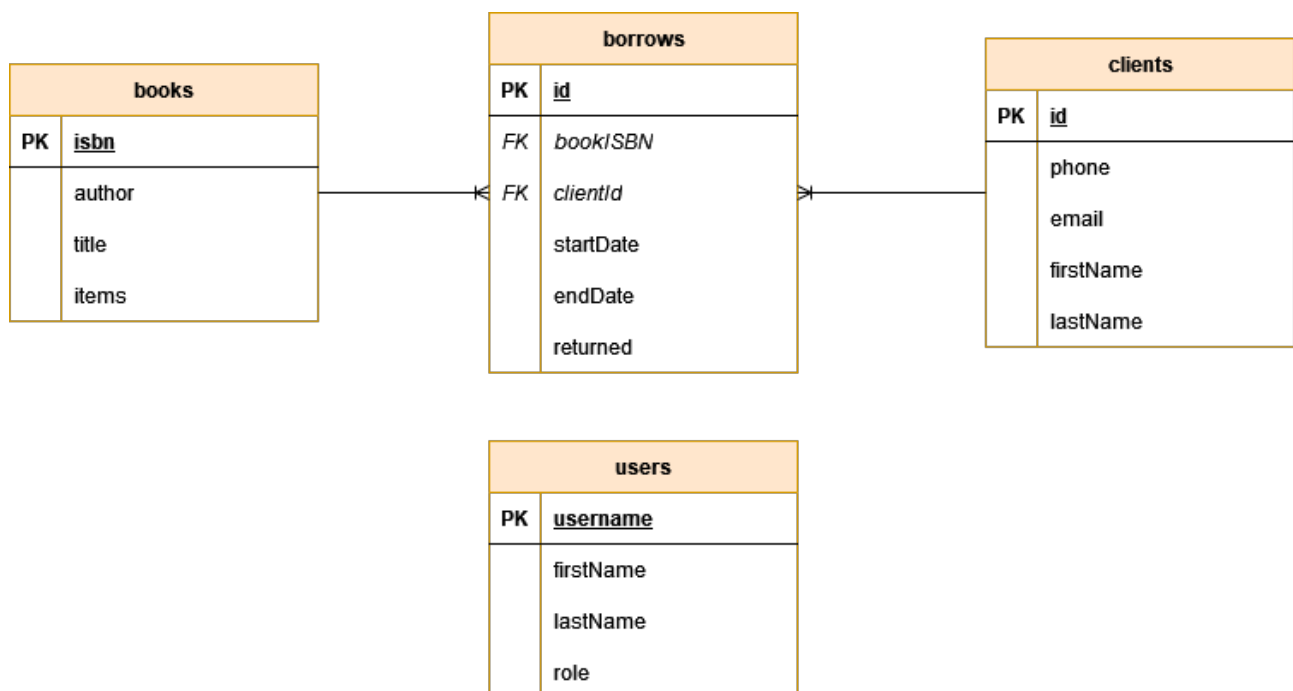 books
PK isbn
author
title
items
borrows
PK id
FK bookISBN
FK clientId
startDate
endDate
returned
clients
PK id
phone
email
firstName
lastName
users
PK username
firstName
lastName
role